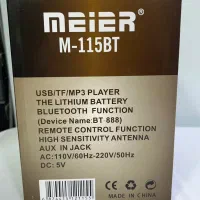 MEIER®
M-115BT
USB/TF/MP3 PLAYER
THE LITHIUM BATTERY
BLUETOOTH FUNCTION
(Device Name:BT-888)
REMOTE CONTROL FUNCTION
HIGH SENSITIVITY ANTENNA
AUX IN JACK
AC:110V/60Hz-220V/50Hz
DC: 5V
MADE IN CHINA